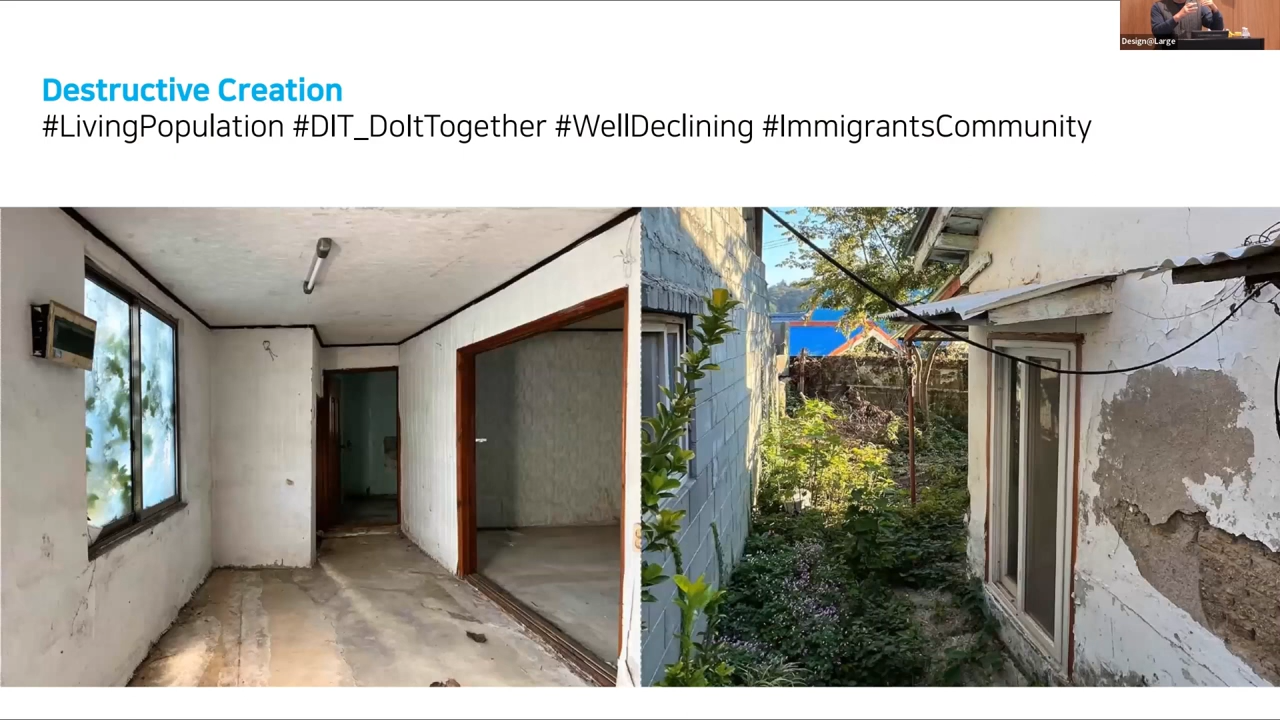 Design@Large
Destructive Creation
#LivingPopulation #DIT_DoItTogether #WellDeclining #ImmigrantsCommunity